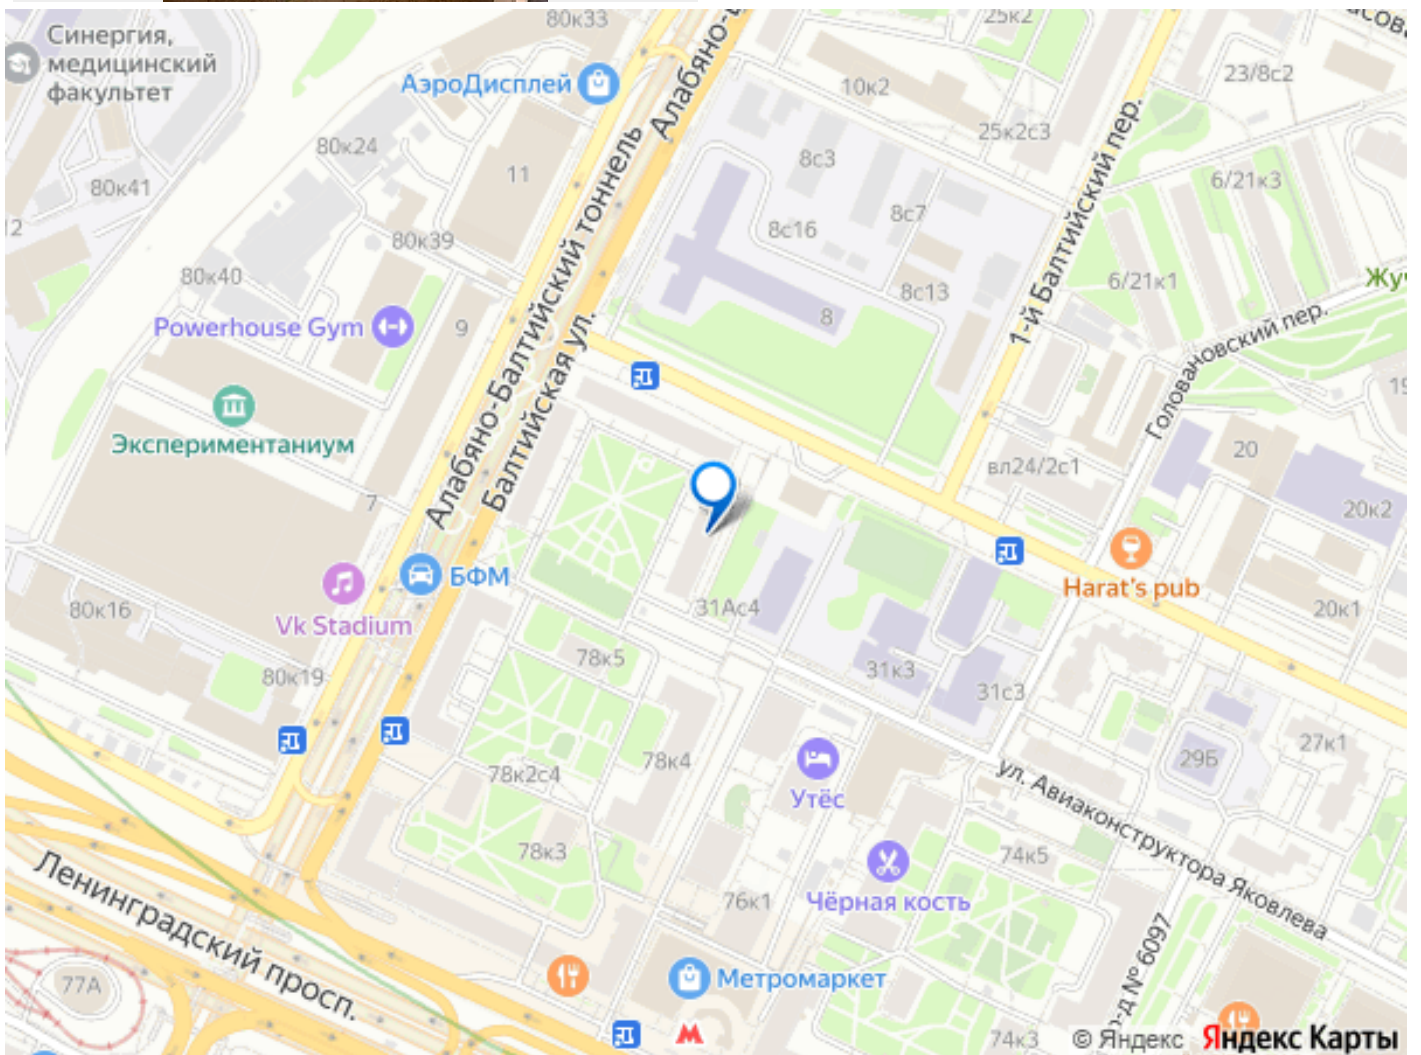 Синергия,
медицинский
факультет
80к33
25к2
АэроДисплей
Алабяно-
10к2
23/8с2
80к24
25к2с3
8с3
80к41
11
6/21к3
12
8с7
8с16
80к39
80к40
6/21к1
8с13
Алабяно-Балтийский тоннель
1-й Балтийский пер.
Powerhouse Gym
9
8
Балтийская ул.
Головановский пер.
Экспериментаниум
20
вл24/2с1
7
20к2
БФМ
Harat's pub
80к16
Vk Stadium
31Ас4
20к1
78к5
31к3
80к19
31с3
27к1
29Б
78к4
78к2с4
Утёс
ул. Авиаконструктора Яковлева
78к3
74к5
76к1
Чёрная кость
Ленинградский просп.
77А
Метромаркет
р-д № 6097
74к3
© Яндекс Яндекс Карты